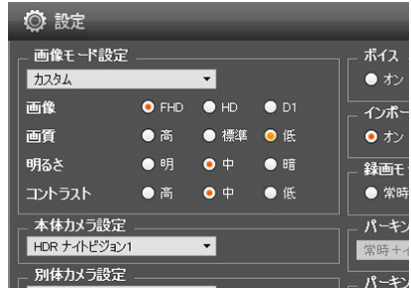 設定
画像モード設定
カスタム
画像 FHD HD D1
画質 高 標準 低
明るさ 明 中 暗
コントラスト 高 中 低
本体カメラ設定
HDR ナイトビジョン1
別体カメラ設定
ボイス
オン
インポー
オン
録画モ
常時
パーキン
常時+イ
パーキン